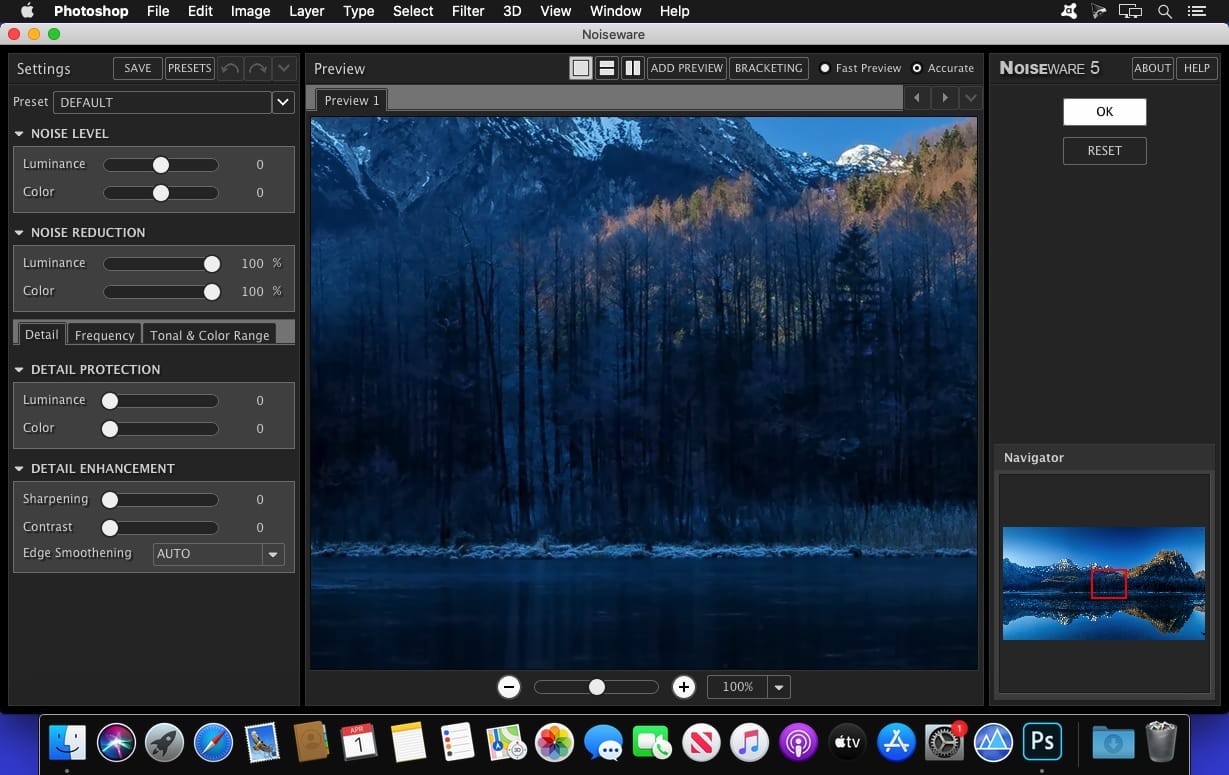 Photoshop File Edit Image Layer Type Select Filter 3D View Window Help
Noiseware
Settings SAVE PRESETS
Preset DEFAULT
NOISE LEVEL
Luminance 0
Color 0
NOISE REDUCTION
Luminance 100 %
Color 100 %
Detail Frequency Tonal & Color Range
DETAIL PROTECTION
Luminance 0
Color 0
DETAIL ENHANCEMENT
Sharpening 0
Contrast 0
Edge Smoothening AUTO
Preview ADD PREVIEW BRACKETING Fast Preview Accurate
Preview 1
100%
NOISEWARE 5 ABOUT HELP
OK
RESET
Navigator
APR
1
3D
tv
1
Ps